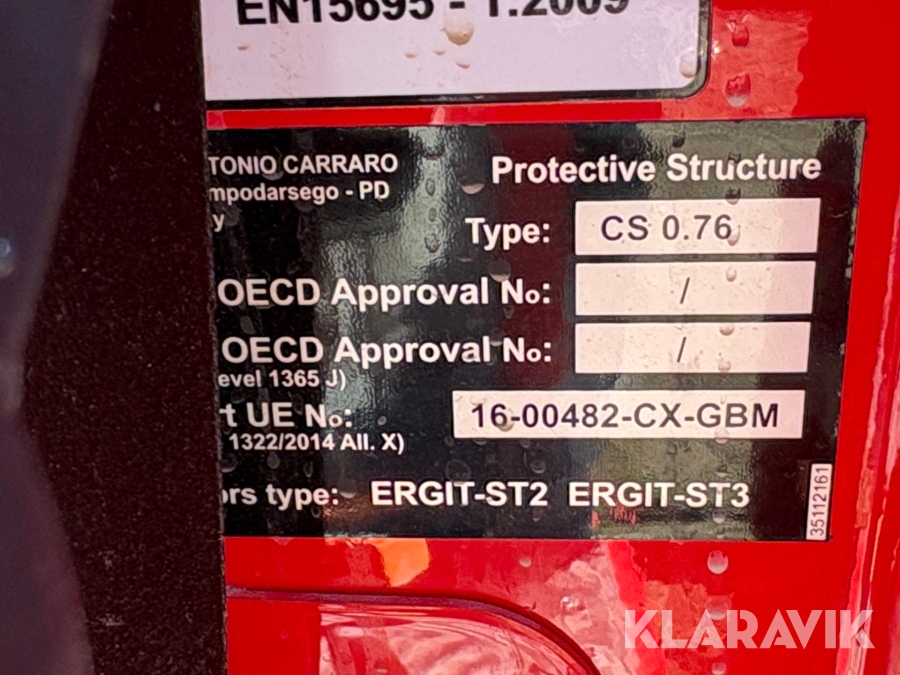 EN15695 - 1:2009
TONIO CARRARO
mpodarsego - PD
y
Protective Structure
Type: CS 0.76
OECD Approval No: /
OECD Approval No: /
evel 1365 J)
t UE No: 16-00482-CX-GBM
1322/2014 All. X)
ors type: ERGIT-ST2 ERGIT-ST3
35112161
KLARAVIK